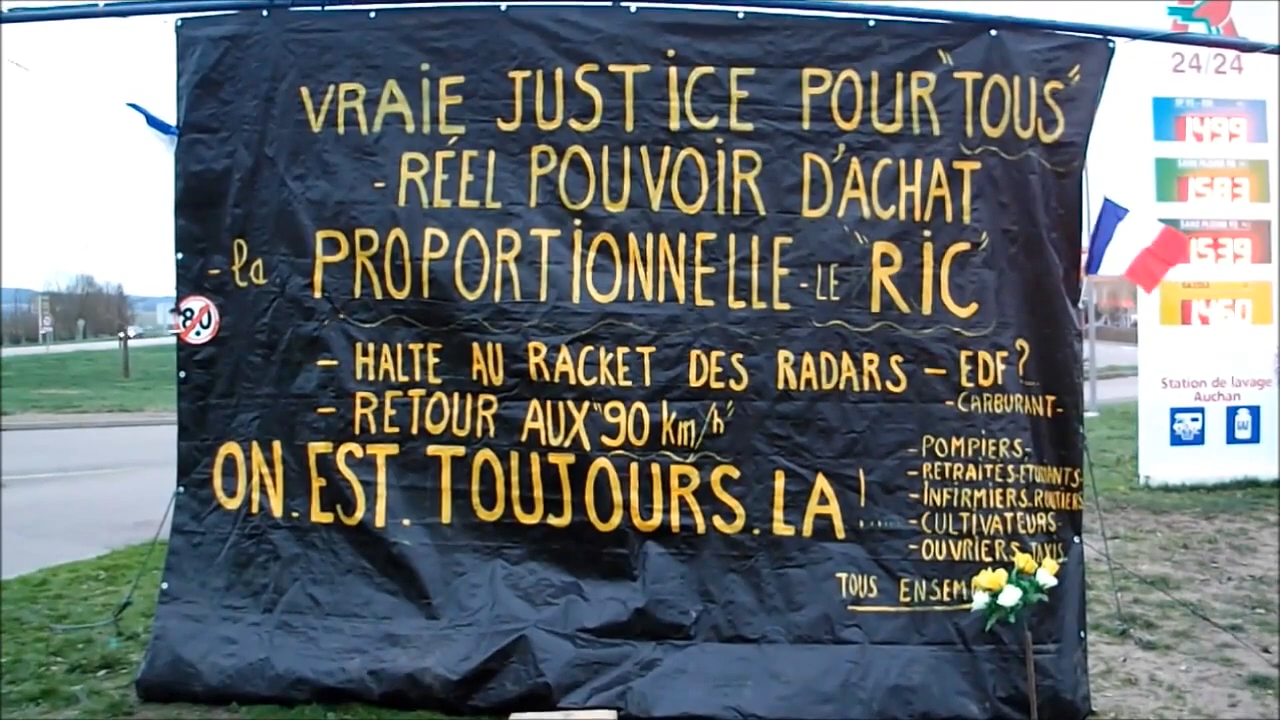 VRAIE JUSTICE POUR "TOUS"
-RÉEL POUVOIR D'ACHAT
-la PROPORTIONNELLE-LE "RIC"
- HALTE AU RACKET DES RADARS - EDF?
-CARBURANT-
- RETOUR AUX "90 km/h"
ON.EST.TOUJOURS.LA!....
-POMPIERS-
-RETRAITÉS-ETUDIANTS-
-INFIRMIERS.ROUTIERS
-CULTIVATEURS-
-OUVRIERS TAXIS
TOUS ENSEM
80
24/24
1499
1583
1539
1460
Station de lavage
Auchan